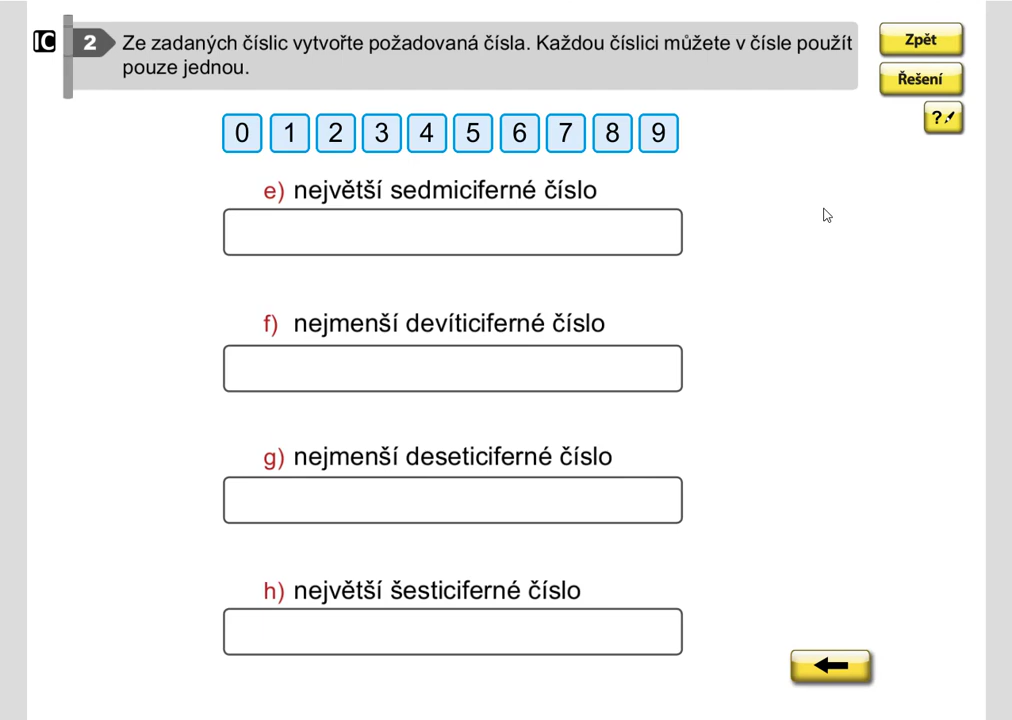 IC 2 Ze zadaných číslic vytvořte požadovaná čísla. Každou číslici můžete v čísle použít
pouze jednou.
Zpět
Řešení
?
0 1 2 3 4 5 6 7 8 9
e) největší sedmiciferné číslo
f) nejmenší devíticiferné číslo
g) nejmenší deseticiferné číslo
h) největší šesticiferné číslo